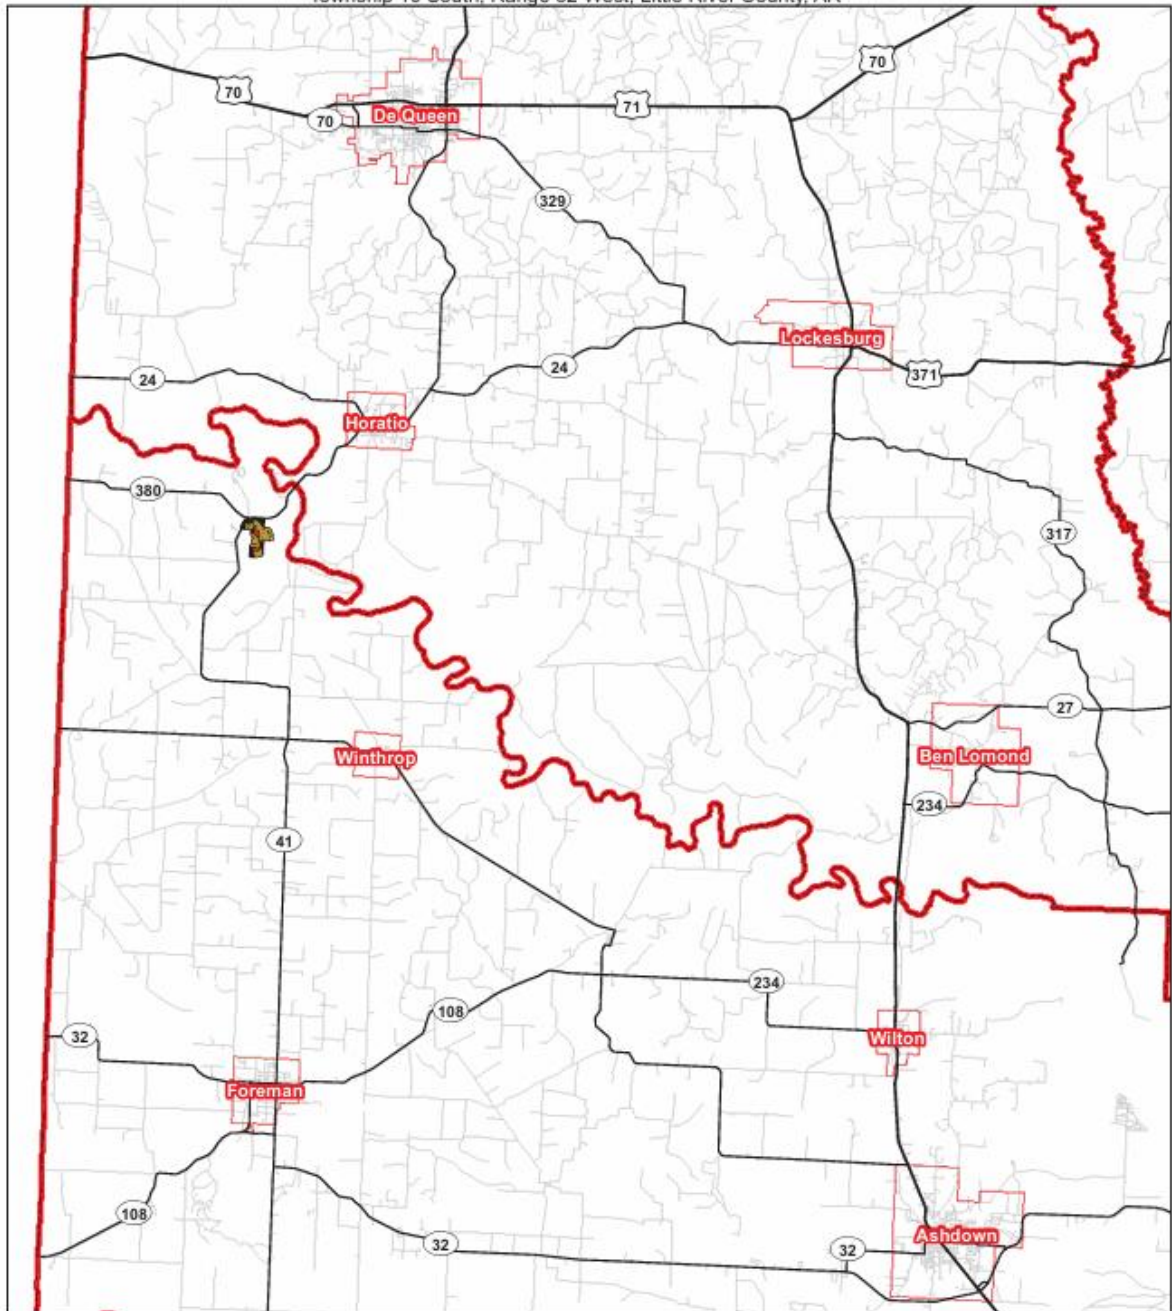 Township 10 South, Range 32 West, Little River County, AR
70
70
De Queen
71
70
329
Lockesburg
24
24
371
Horatio
380
317
27
Winthrop
Ben Lomond
234
41
234
108
32
Wilton
Foreman
108
32
32
Ashdown